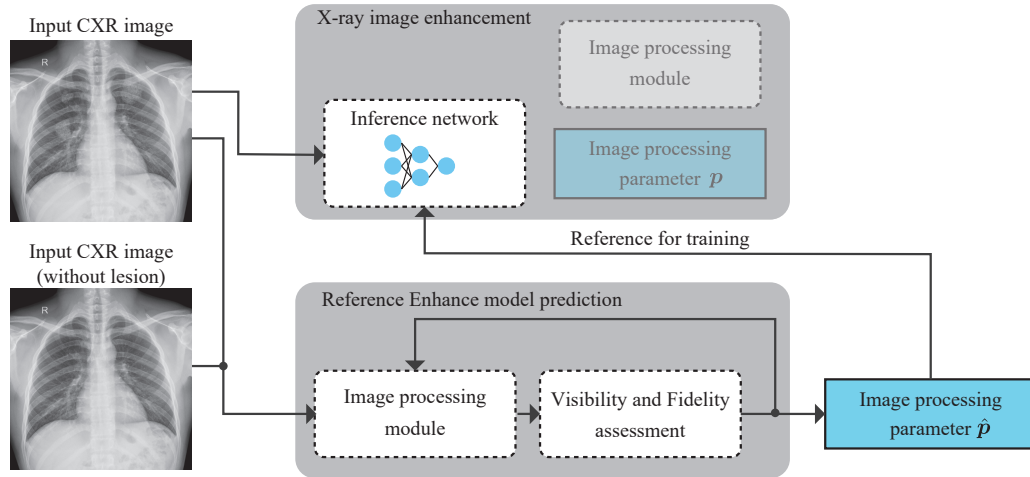 Input CXR image
R
Input CXR image
(without lesion)
R
X-ray image enhancement
Inference network
Image processing
module
Image processing
parameter p
Reference for training
Reference Enhance model prediction
Image processing
module
Visibility and Fidelity
assessment
Image processing
parameter p̂